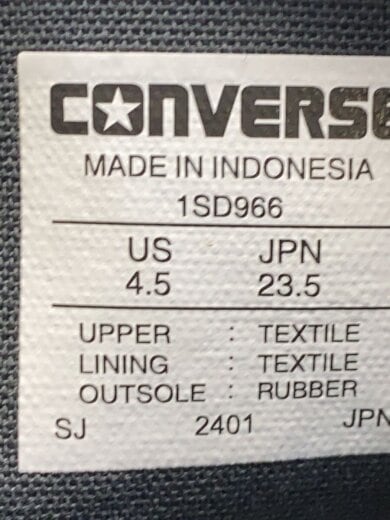 CONVERSE
MADE IN INDONESIA
1SD966
US JPN
4.5 23.5
UPPER : TEXTILE
LINING : TEXTILE
OUTSOLE : RUBBER
SJ 2401 JPN